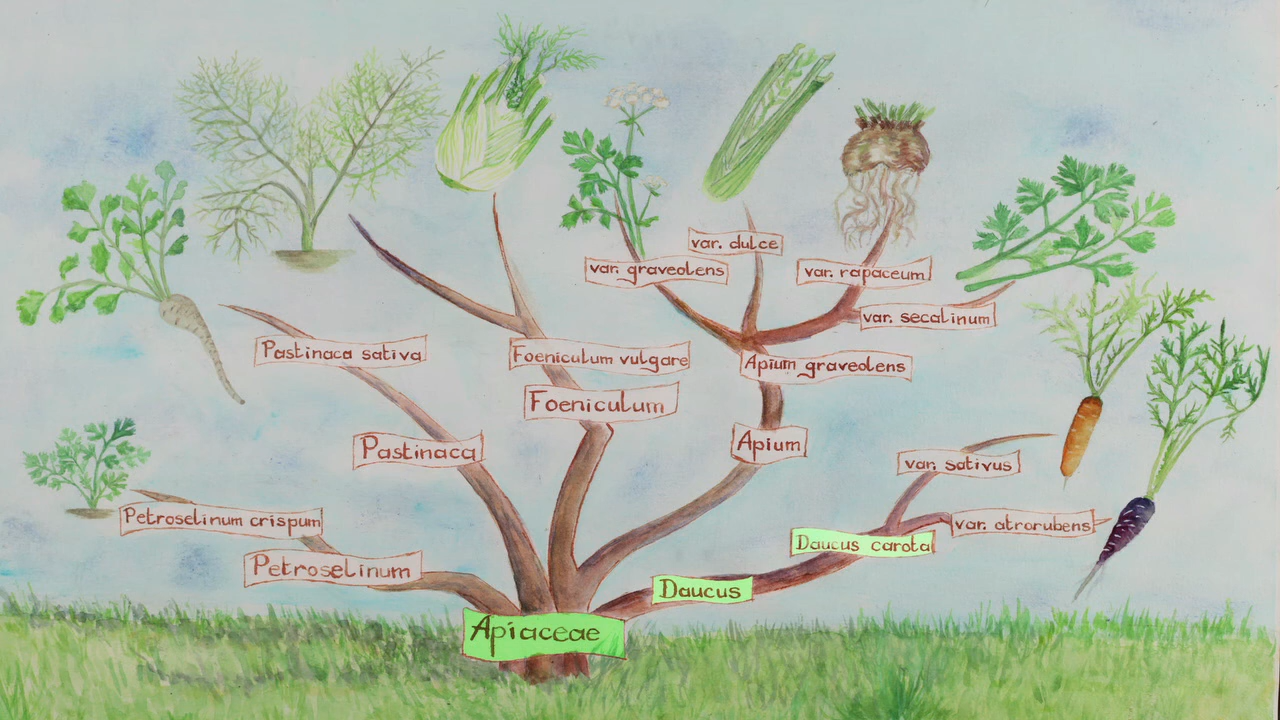 var. dulce
var. graveolens
var. rapaceum
var. secalinum
Pastinaca sativa
Foeniculum vulgare
Apium graveolens
Foeniculum
Pastinaca
Apium
var. sativus
Petroselinum crispum
var. atrorubens
Daucus carota
Petroselinum
Daucus
Apiaceae